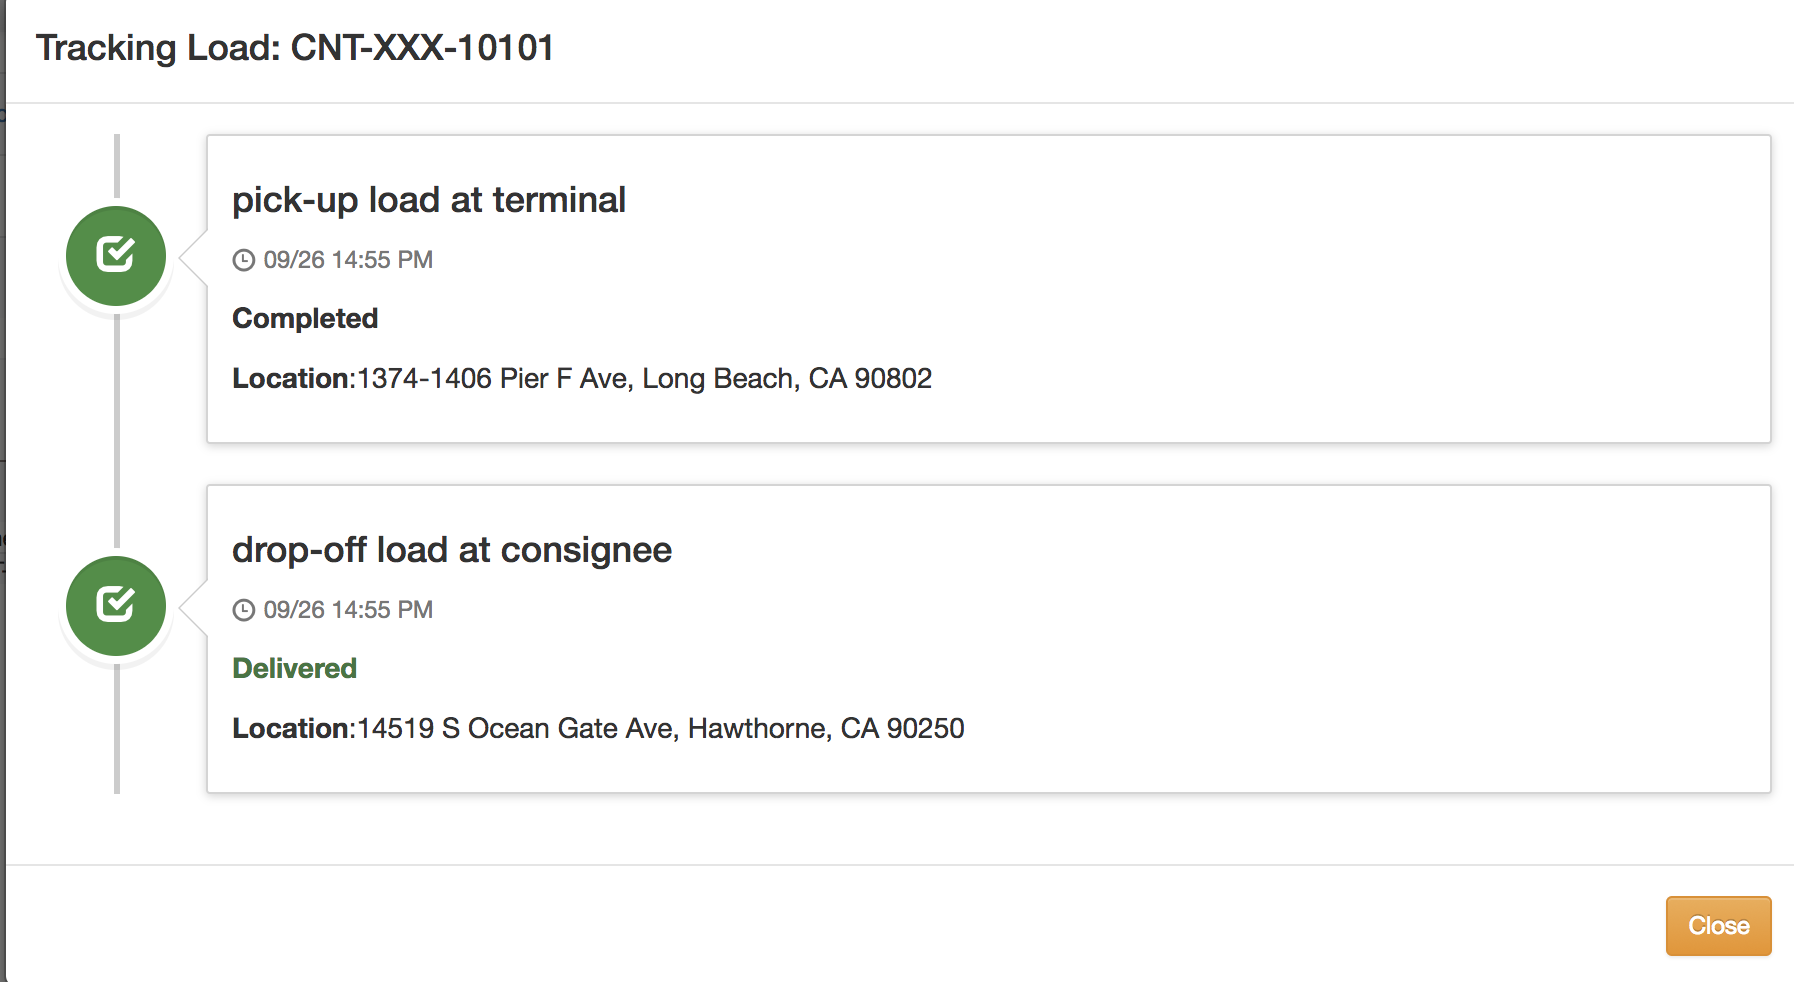 Tracking Load: CNT-XXX-10101
pick-up load at terminal
09/26 14:55 PM
Completed
Location:1374-1406 Pier F Ave, Long Beach, CA 90802
drop-off load at consignee
09/26 14:55 PM
Delivered
Location:14519 S Ocean Gate Ave, Hawthorne, CA 90250
Close